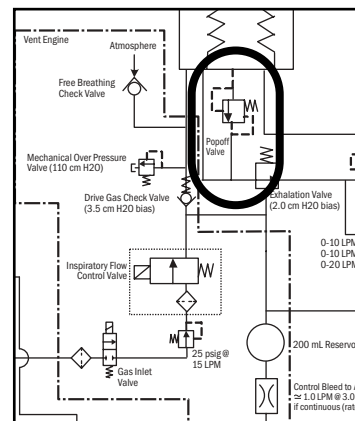 Vent Engine
Atmosphere
Free Breathing
Check Valve
Popoff
Valve
Mechanical Over Pressure
Valve (110 cm H2O)
Drive Gas Check Valve
(3.5 cm H2O bias)
Exhalation Valve
(2.0 cm H2O bias)
0-10 LPM
0-10 LPM
0-20 LPM
Inspiratory Flow
Control Valve
200 mL Reservo
25 psig @
15 LPM
Gas Inlet
Valve
Control Bleed to A
≃ 1.0 LPM @ 3.0
if continuous (rat